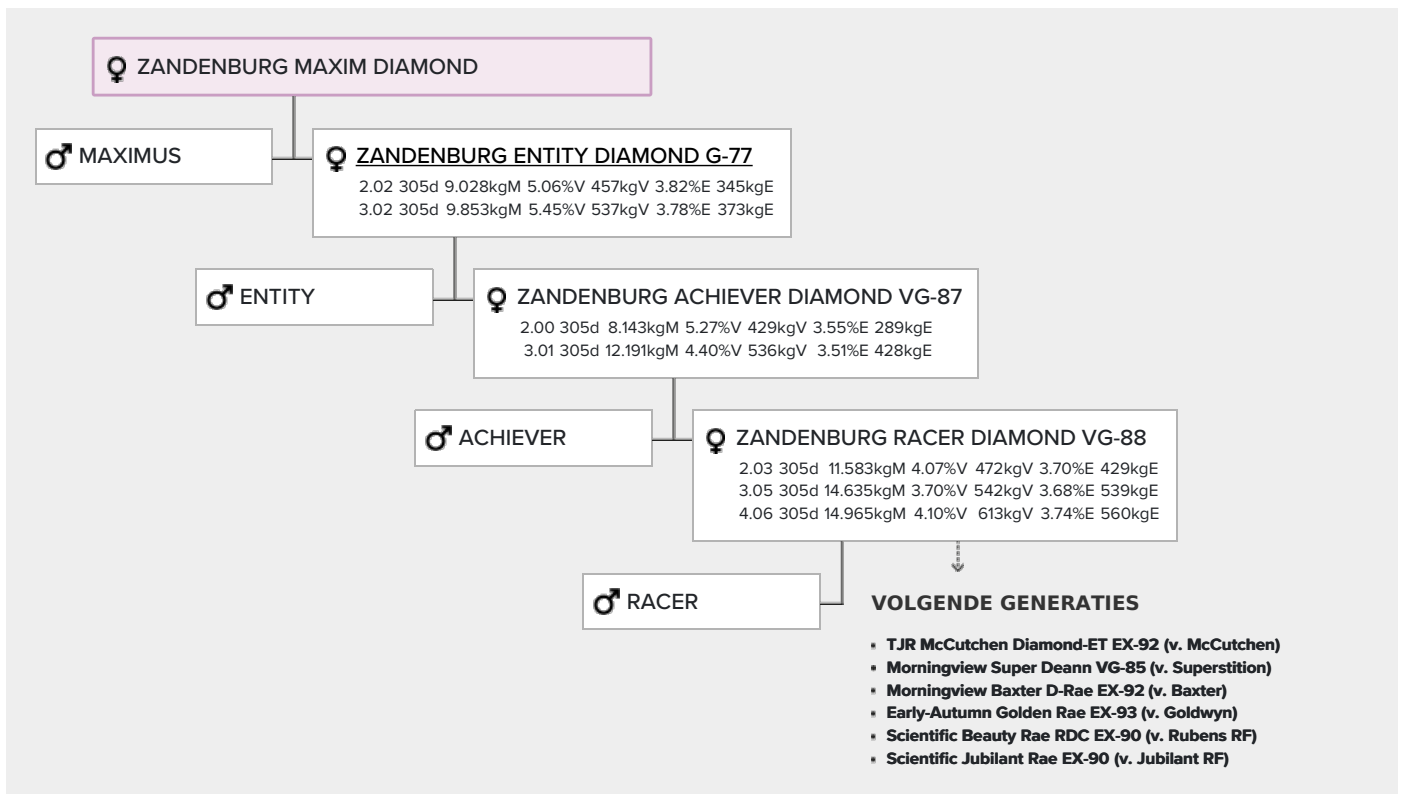 ZANDENBURG MAXIM DIAMOND
MAXIMUS
ZANDENBURG ENTITY DIAMOND G-77
2.02 305d 9.028kgM 5.06%V 457kgV 3.82%E 345kgE
3.02 305d 9.853kgM 5.45%V 537kgV 3.78%E 373kgE
ENTITY
ZANDENBURG ACHIEVER DIAMOND VG-87
2.00 305d 8.143kgM 5.27%V 429kgV 3.55%E 289kgE
3.01 305d 12.191kgM 4.40%V 536kgV 3.51%E 428kgE
ACHIEVER
ZANDENBURG RACER DIAMOND VG-88
2.03 305d 11.583kgM 4.07%V 472kgV 3.70%E 429kgE
3.05 305d 14.635kgM 3.70%V 542kgV 3.68%E 539kgE
4.06 305d 14.965kgM 4.10%V 613kgV 3.74%E 560kgE
RACER
VOLGENDE GENERATIES
TJR McCutchen Diamond-ET EX-92 (v. McCutchen)
Morningview Super Deann VG-85 (v. Superstition)
Morningview Baxter D-Rae EX-92 (v. Baxter)
Early-Autumn Golden Rae EX-93 (v. Goldwyn)
Scientific Beauty Rae RDC EX-90 (v. Rubens RF)
Scientific Jubilant Rae EX-90 (v. Jubilant RF)